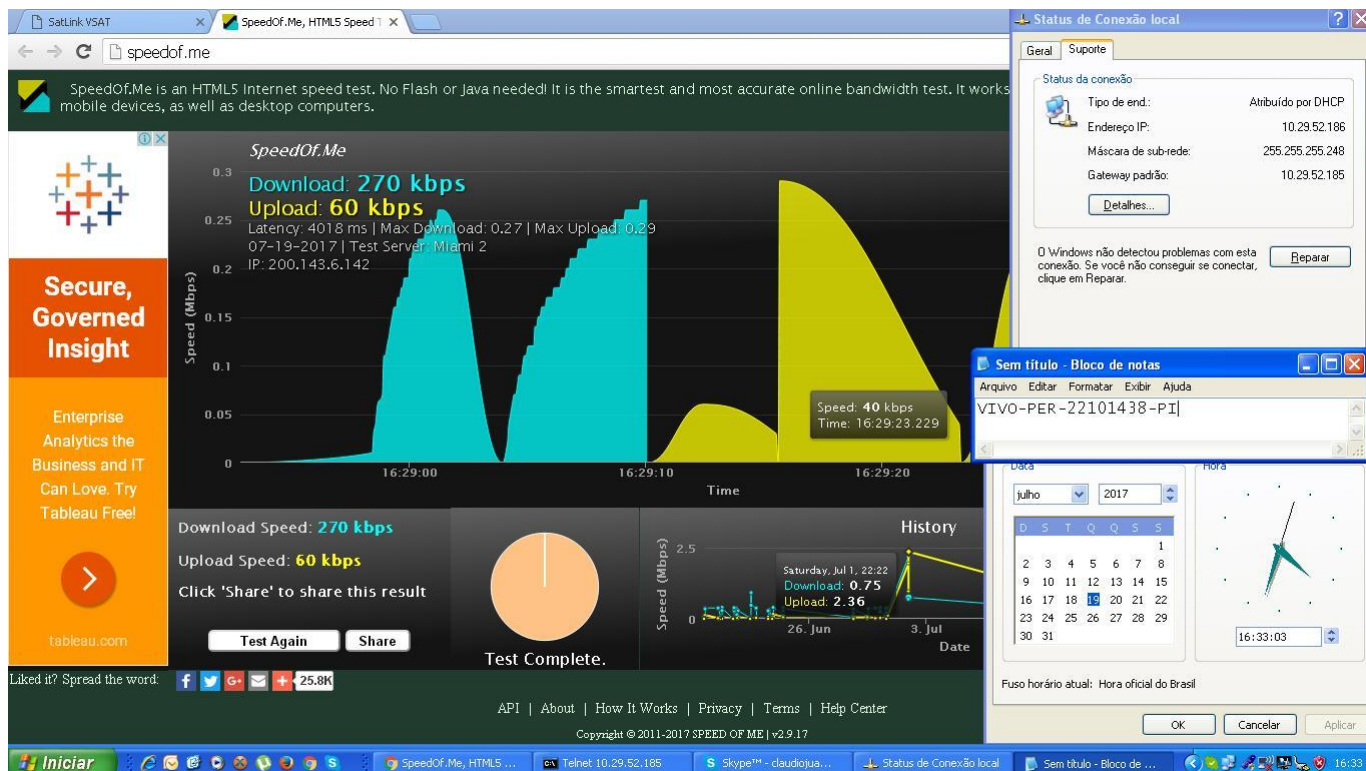 SatLink VSAT
SpeedOf.Me, HTML5 Speed T
speedof.me
SpeedOf.Me is an HTML5 Internet speed test. No Flash or Java needed! It is the smartest and most accurate online bandwidth test. It works
mobile devices, as well as desktop computers.
Secure,
Governed
Insight
Enterprise
Analytics the
Business and IT
Can Love. Try
Tableau Free!
tableau.com
SpeedOf.Me
Download: 270 kbps
Upload: 60 kbps
Latency: 4018 ms | Max Download: 0.27 | Max Upload: 0.29
07-19-2017 | Test Server: Miami 2
IP: 200.143.6.142
Speed (Mbps)
0.3
0.25
0.2
0.15
0.1
0.05
0
16:29:00
16:29:10
16:29:20
Time
Speed: 40 kbps
Time: 16:29:23.229
Download Speed: 270 kbps
Upload Speed: 60 kbps
Click 'Share' to share this result
Test Again
Share
Test Complete.
History
Speed (Mbps)
2.5
0
Saturday, Jul 1, 22:22
Download: 0.75
Upload: 2.36
26. Jun
3. Jul
Date
Liked it? Spread the word:
25.8K
API | About | How It Works | Privacy | Terms | Help Center
Copyright © 2011-2017 SPEED OF ME | v2.9.17
Status de Conexão local
Geral
Suporte
Status da conexão
Tipo de end.: Atribuído por DHCP
Endereço IP: 10.29.52.186
Máscara de sub-rede: 255.255.255.248
Gateway padrão: 10.29.52.185
Detalhes...
O Windows não detectou problemas com esta
conexão. Se você não conseguir se conectar,
clique em Reparar.
Reparar
Sem título - Bloco de notas
Arquivo Editar Formatar Exibir Ajuda
VIVO-PER-22101438-PI
Data
Hora
julho
2017
D S T Q Q S S
1
2 3 4 5 6 7 8
9 10 11 12 13 14 15
16 17 18 19 20 21 22
23 24 25 26 27 28 29
30 31
16:33:03
Fuso horário atual: Hora oficial do Brasil
OK
Cancelar
Aplicar
Iniciar
SpeedOf.Me, HTML5 ...
Telnet 10.29.52.185
Skype™ - claudiojua...
Status de Conexão local
Sem título - Bloco de ...
16:33